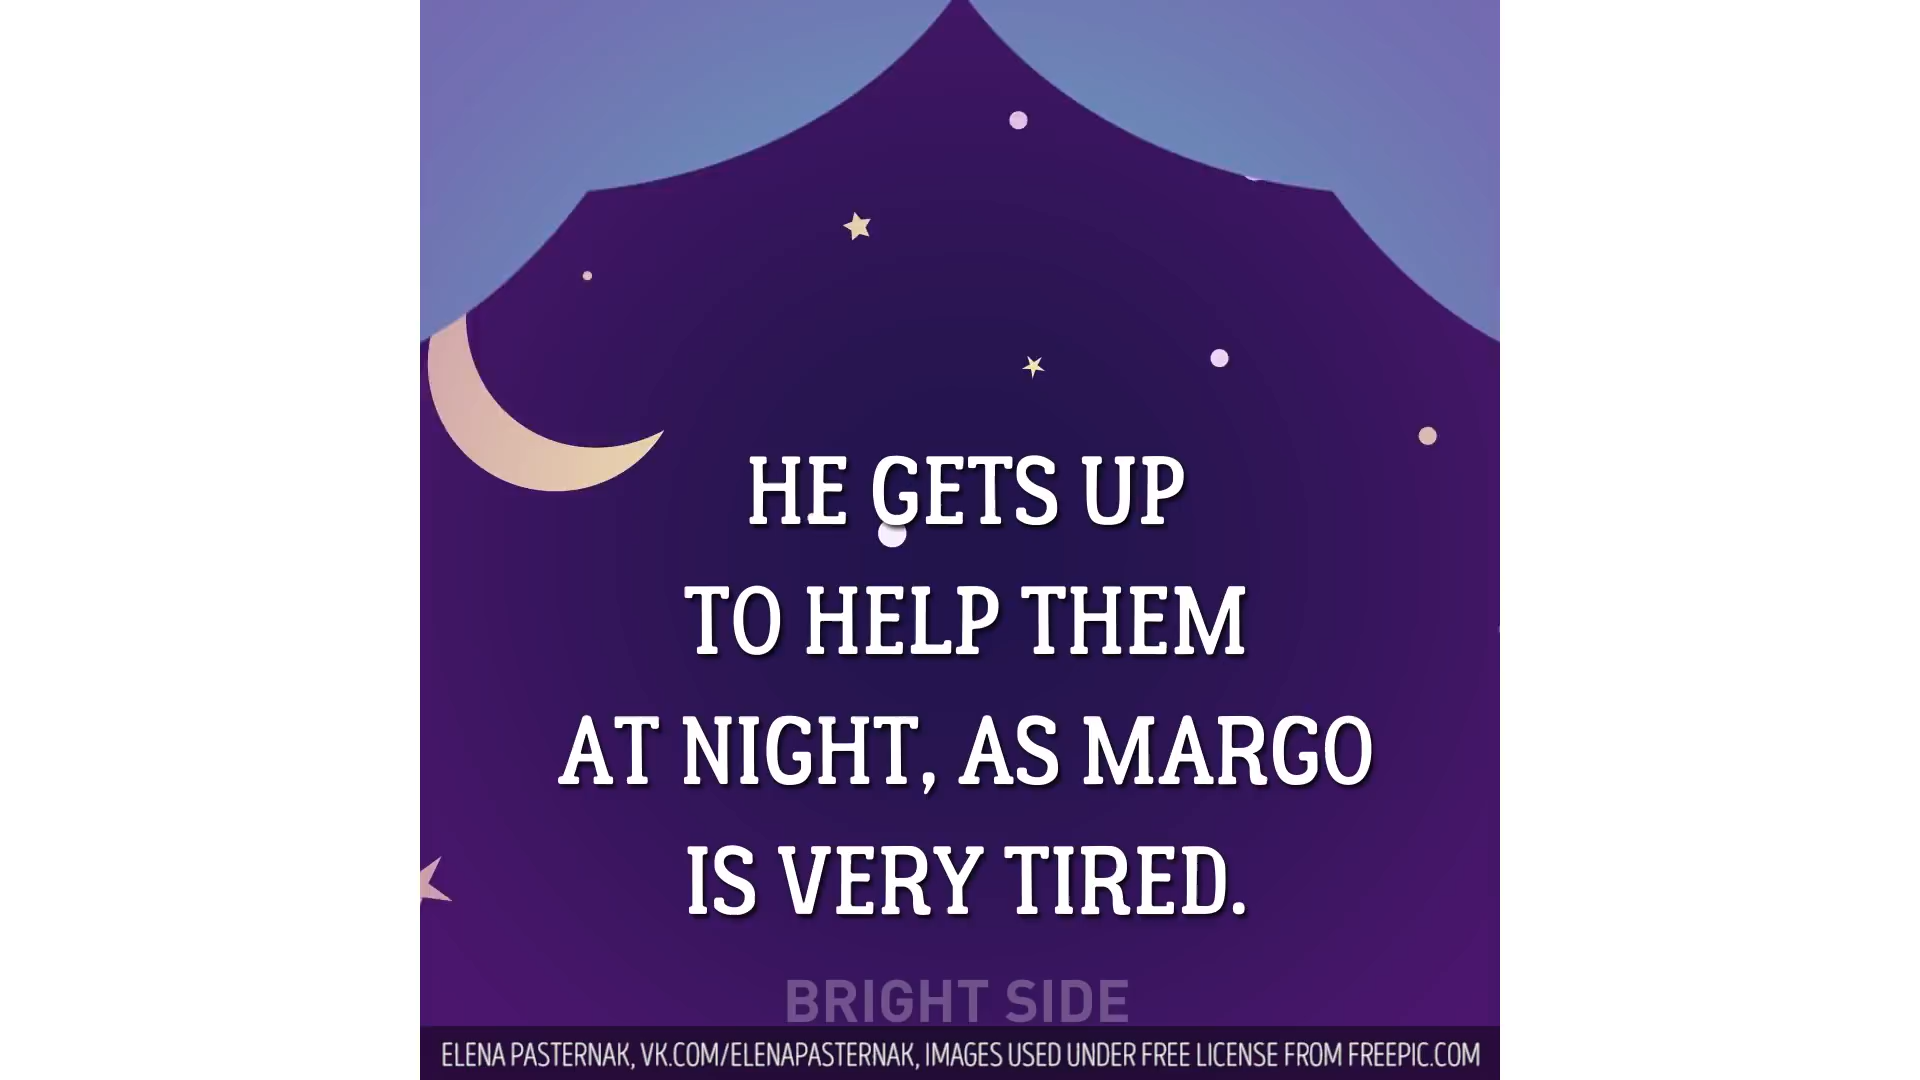 HE GETS UP
TO HELP THEM
AT NIGHT, AS MARGO
IS VERY TIRED.
BRIGHT SIDE
ELENA PASTERNAK, VK.COM/ELENAPASTERNAK, IMAGES USED UNDER FREE LICENSE FROM FREEPIC.COM